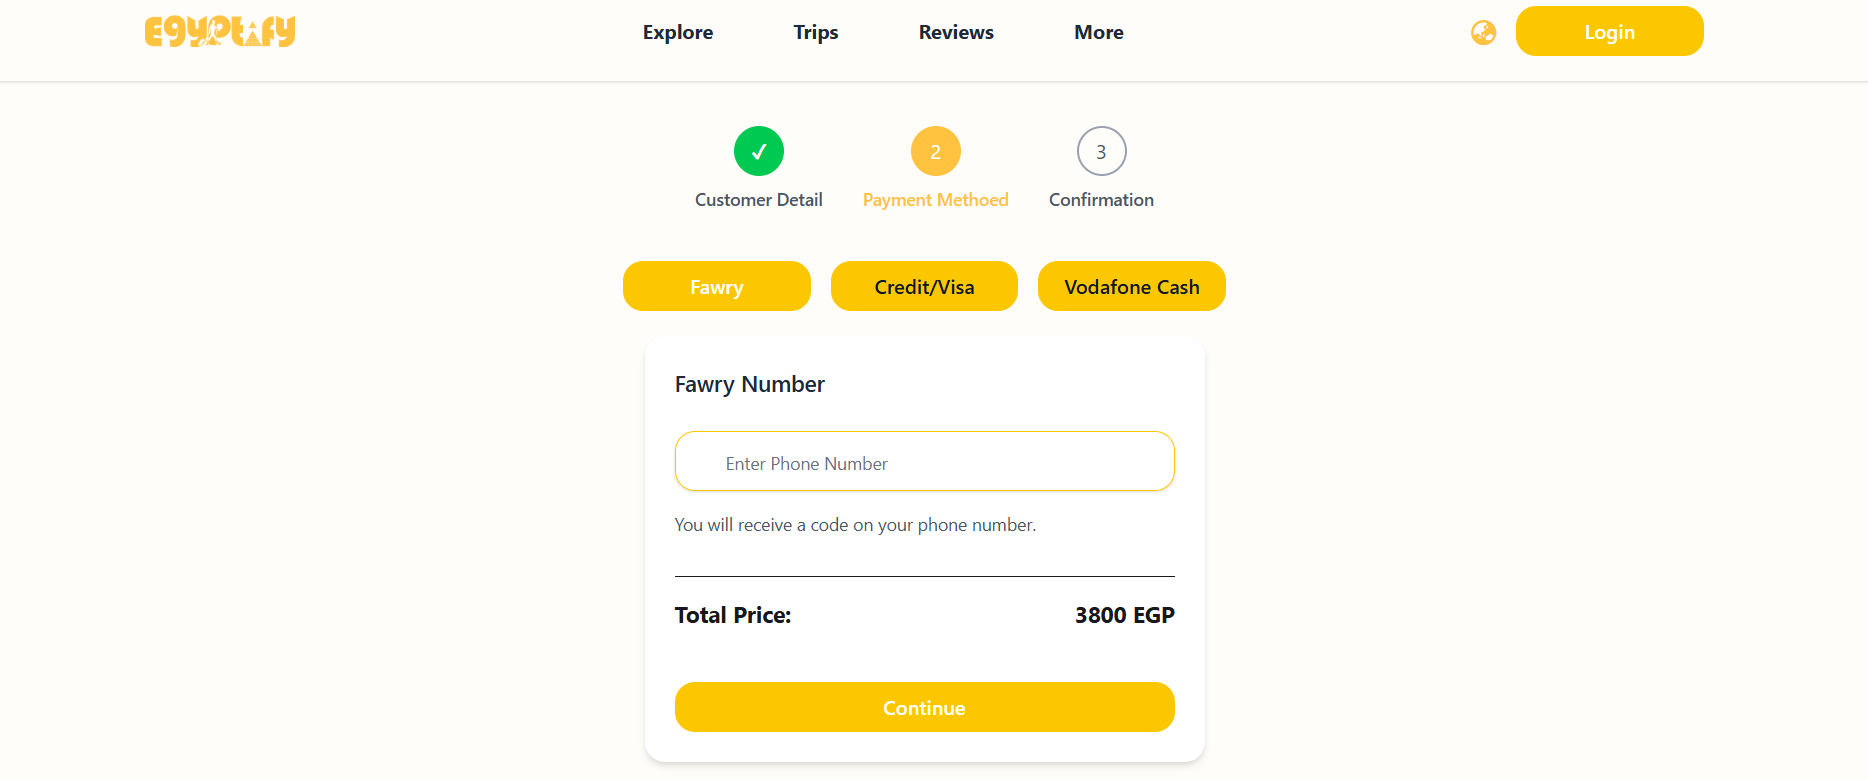 Egyptify
Explore Trips Reviews More
Login
✓ 2 3
Customer Detail Payment Methoed Confirmation
Fawry Credit/Visa Vodafone Cash
Fawry Number
Enter Phone Number
You will receive a code on your phone number.
Total Price: 3800 EGP
Continue